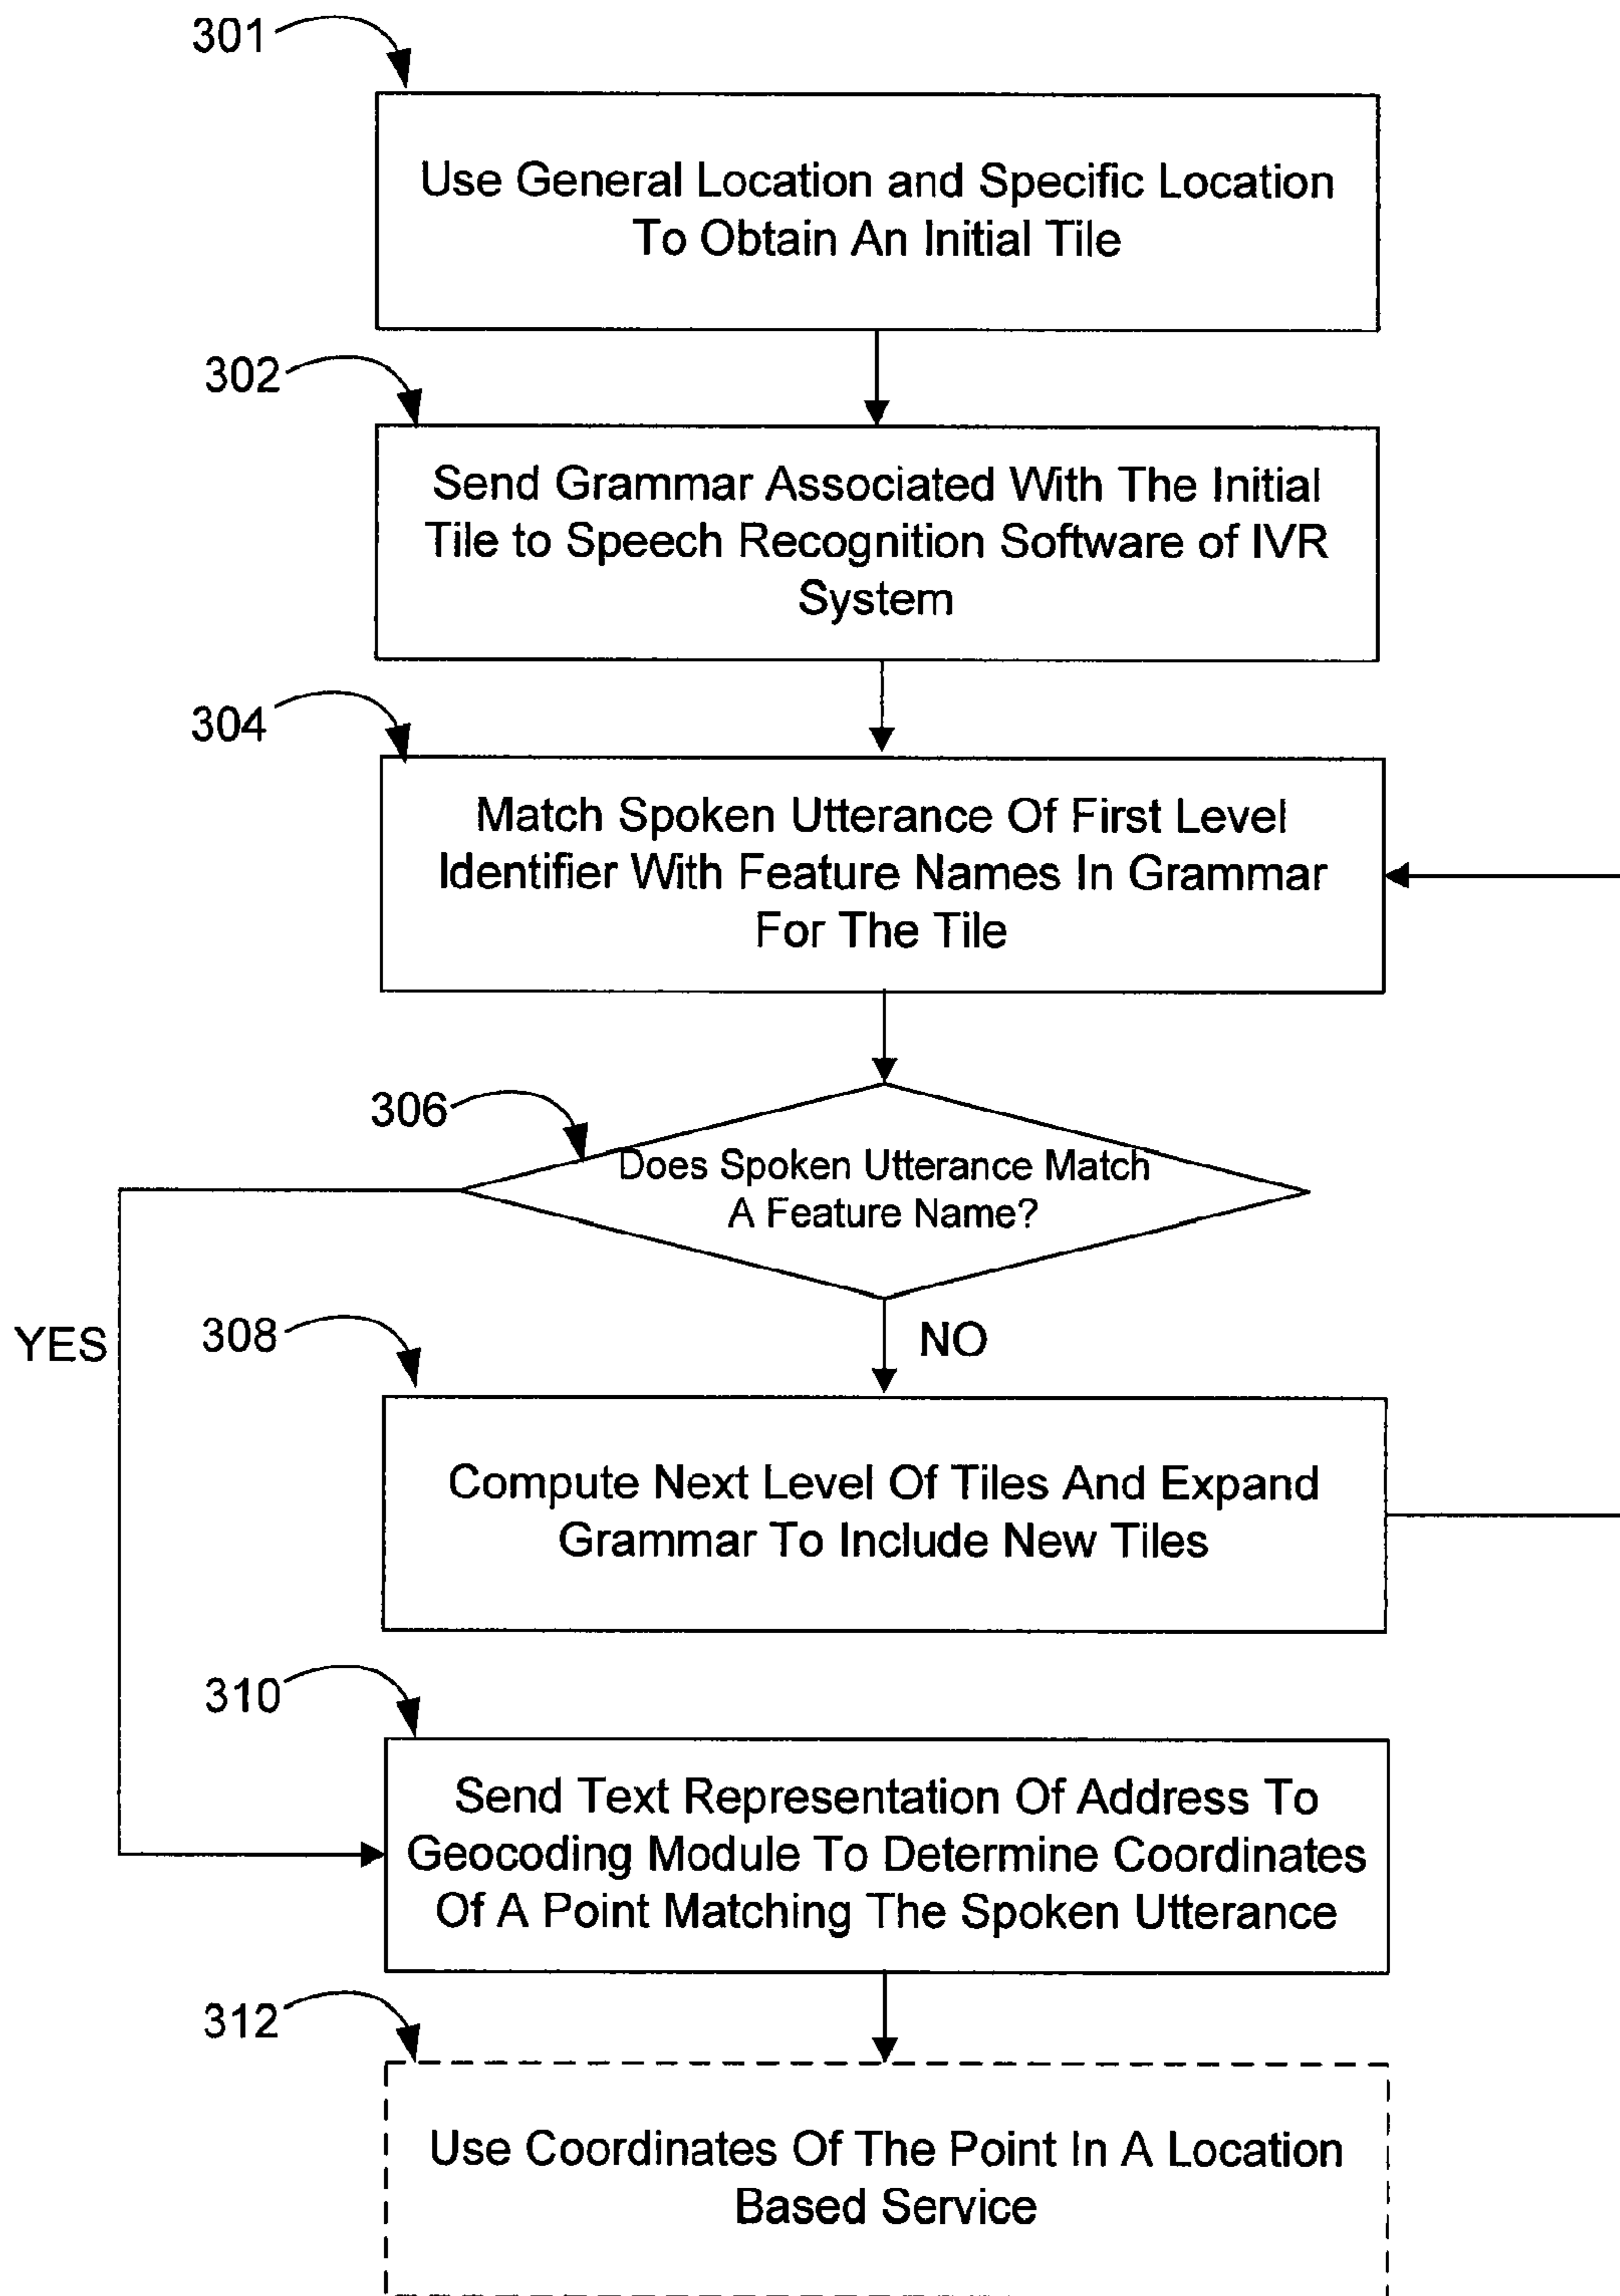 301
Use General Location and Specific Location
To Obtain An Initial Tile
302
Send Grammar Associated With The Initial
Tile to Speech Recognition Software of IVR
System
304
Match Spoken Utterance Of First Level
Identifier With Feature Names In Grammar
For The Tile
306
Does Spoken Utterance Match
A Feature Name?
YES
308
NO
Compute Next Level Of Tiles And Expand
Grammar To Include New Tiles
310
Send Text Representation Of Address To
Geocoding Module To Determine Coordinates
Of A Point Matching The Spoken Utterance
312
Use Coordinates Of The Point In A Location
Based Service